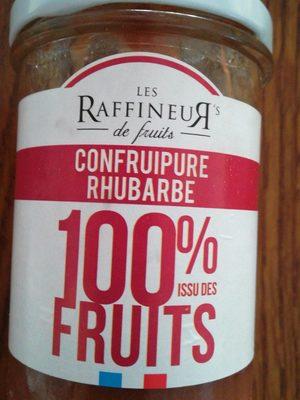 LES
RAFFINEUR's
de fruits
CONFRUIPURE
RHUBARBE
100%
ISSU DES
FRUITS